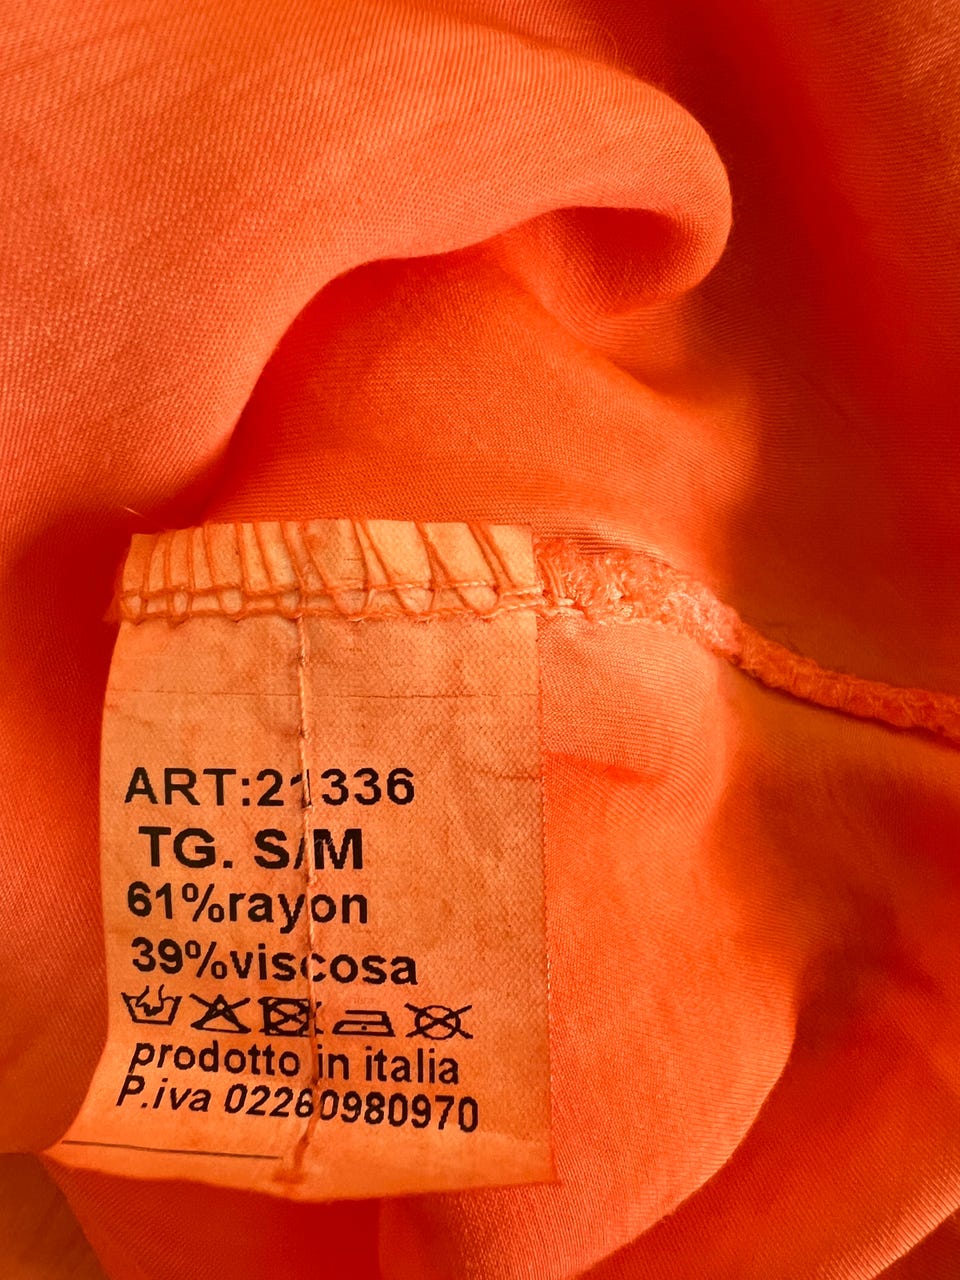 ART:21336
TG. S/M
61%rayon
39%viscosa
prodotto in italia
P.iva 02260980970